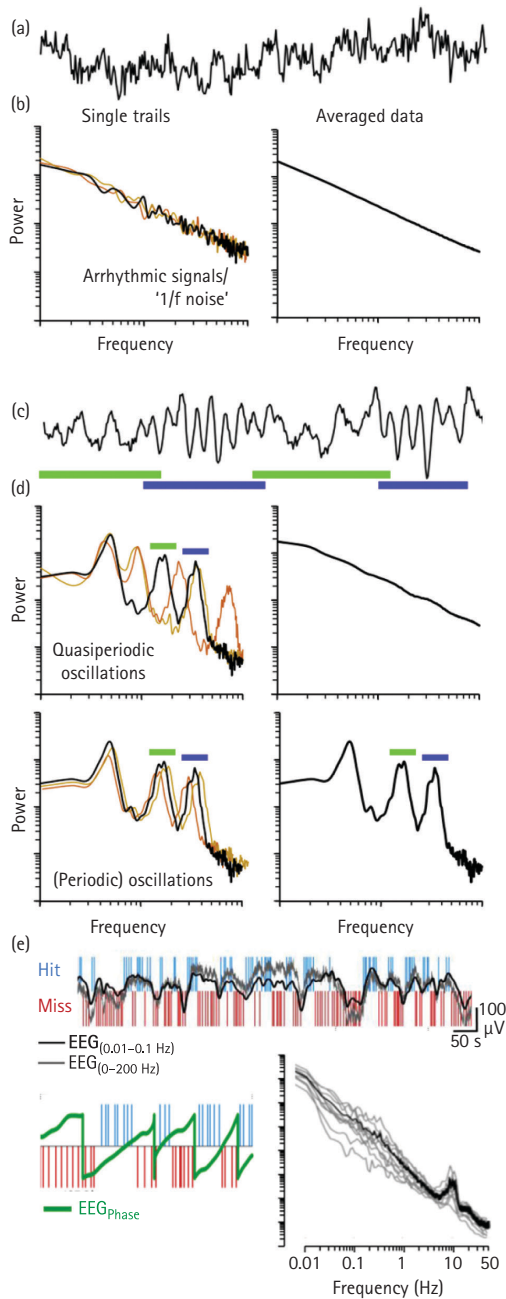 (a)
(b)
Single trails
Averaged data
Power
Arrhythmic signals/
‘1/f noise’
Frequency
Frequency
(c)
(d)
Power
Quasiperiodic
oscillations
Power
Power
(Periodic) oscillations
Power
Frequency
Frequency
(e)
Hit
Miss
100
µV
50 s
EEG(0.01–0.1 Hz)
EEG(0–200 Hz)
EEGPhase
0.01
0.1
1
10
50
Frequency (Hz)